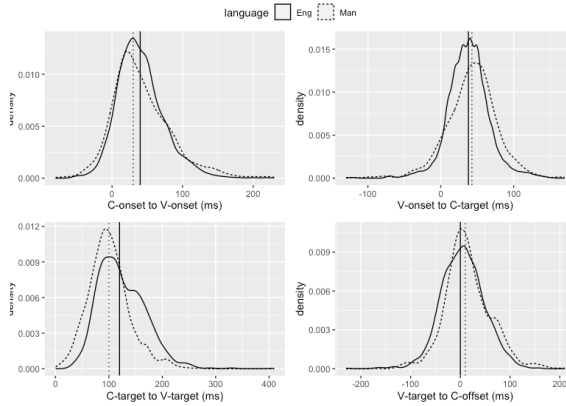 language Eng Man
density
0.010
0.005
0.000
0 100 200
C-onset to V-onset (ms)
density
0.015
0.010
0.005
0.000
-100 0 100
V-onset to C-target (ms)
density
0.012
0.009
0.006
0.003
0.000
0 100 200 300 400
C-target to V-target (ms)
density
0.009
0.006
0.003
0.000
-200 -100 0 100 200
V-target to C-offset (ms)